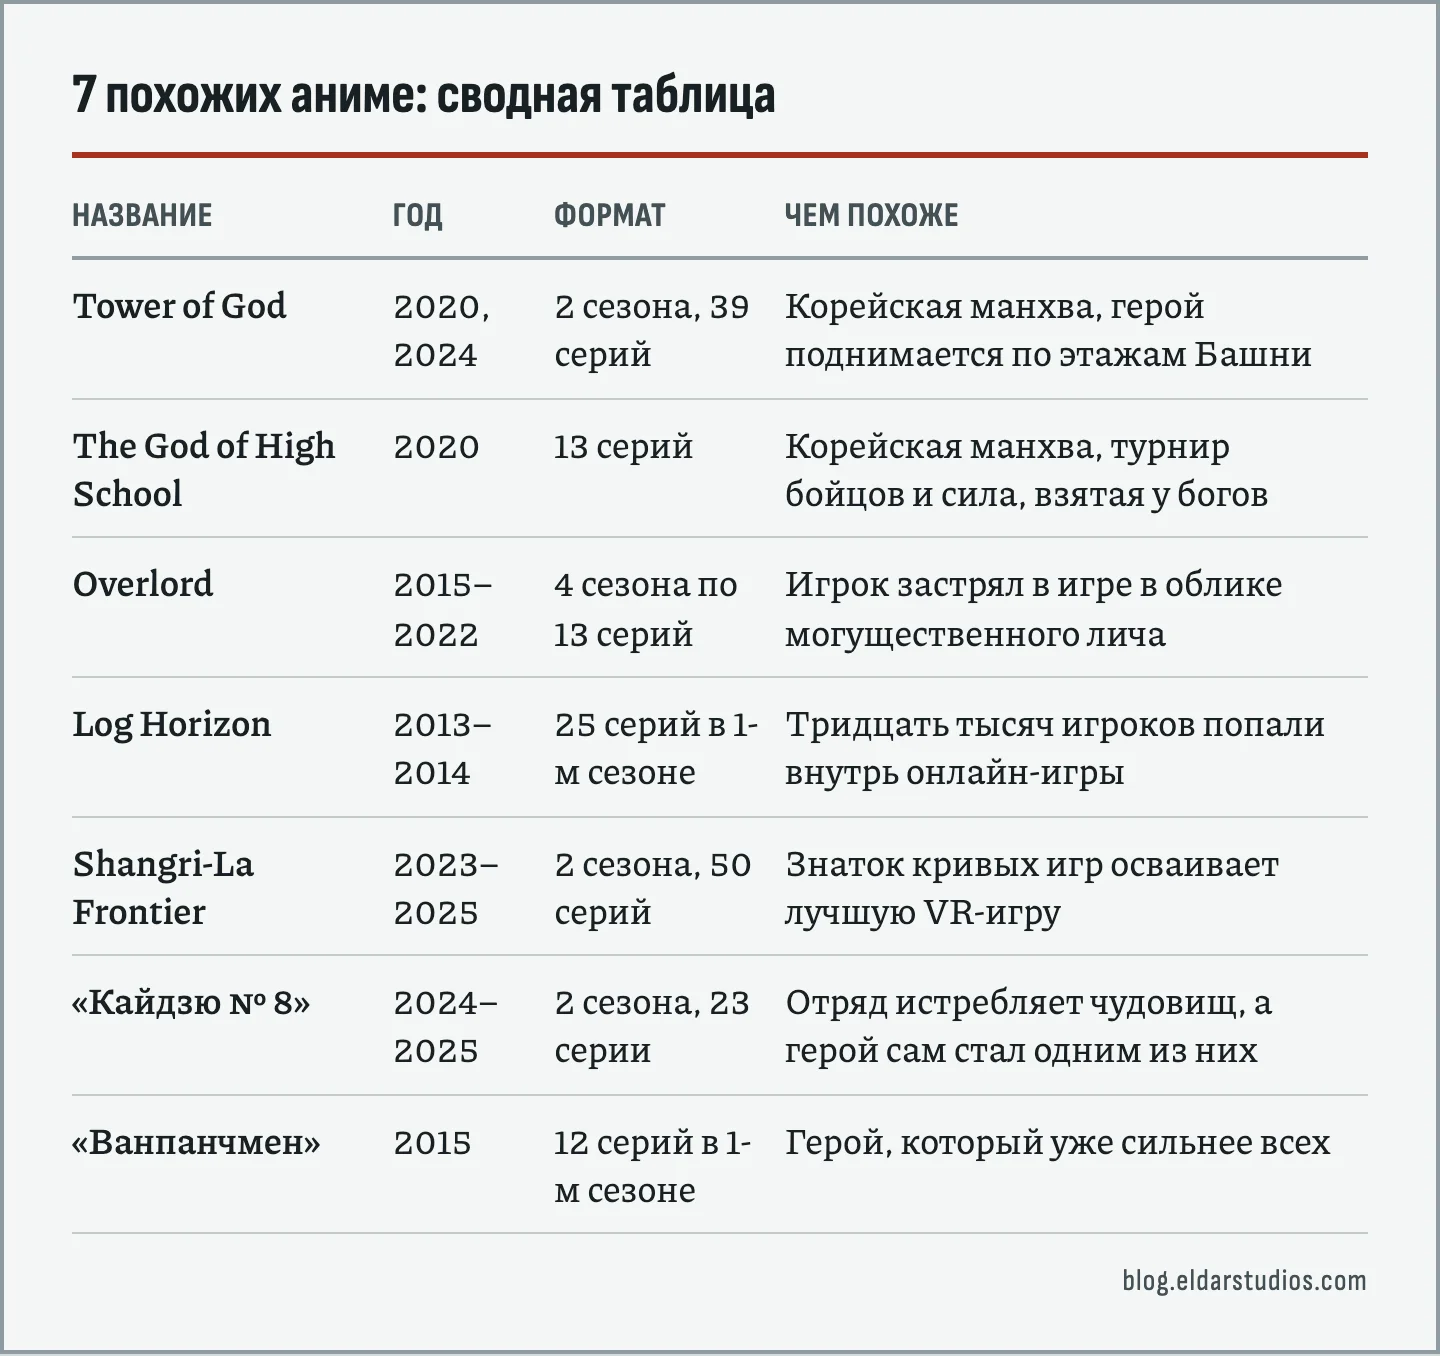 7 похожих аниме: сводная таблица
НАЗВАНИЕ ГОД ФОРМАТ ЧЕМ ПОХОЖЕ
Tower of God 2020, 2 сезона, 39 Корейская манхва, герой
2024 серий поднимается по этажам Башни
The God of High 2020 13 серий Корейская манхва, турнир
School бойцов и сила, взятая у богов
Overlord 2015– 4 сезона по Игрок застрял в игре в облике
2022 13 серий могущественного лича
Log Horizon 2013– 25 серий в 1- Тридцать тысяч игроков попали
2014 м сезоне внутрь онлайн-игры
Shangri-La 2023– 2 сезона, 50 Знаток кривых игр осваивает
Frontier 2025 серий лучшую VR-игру
«Кайдзю № 8» 2024– 2 сезона, 23 Отряд истребляет чудовищ, а
2025 серии герой сам стал одним из них
«Ванпанчмен» 2015 12 серий в 1- Герой, который уже сильнее всех
м сезоне
blog.eldarstudios.com